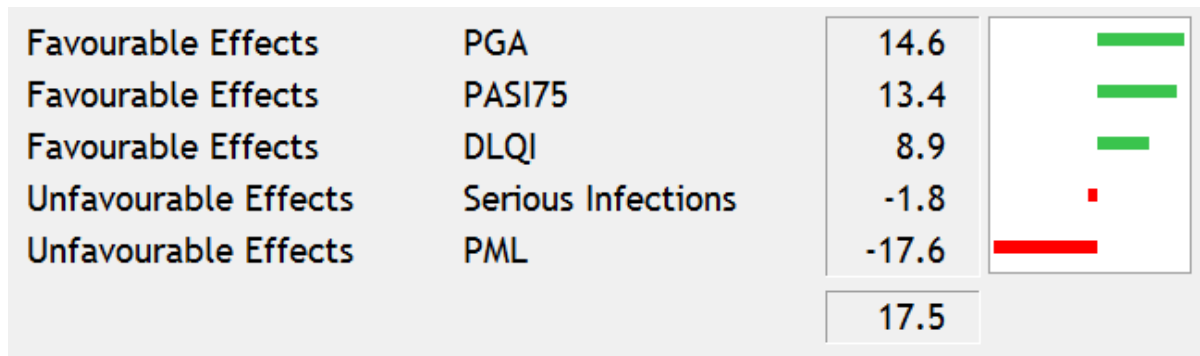 Favourable Effects PGA 14.6
Favourable Effects PASI75 13.4
Favourable Effects DLQI 8.9
Unfavourable Effects Serious Infections -1.8
Unfavourable Effects PML -17.6
17.5